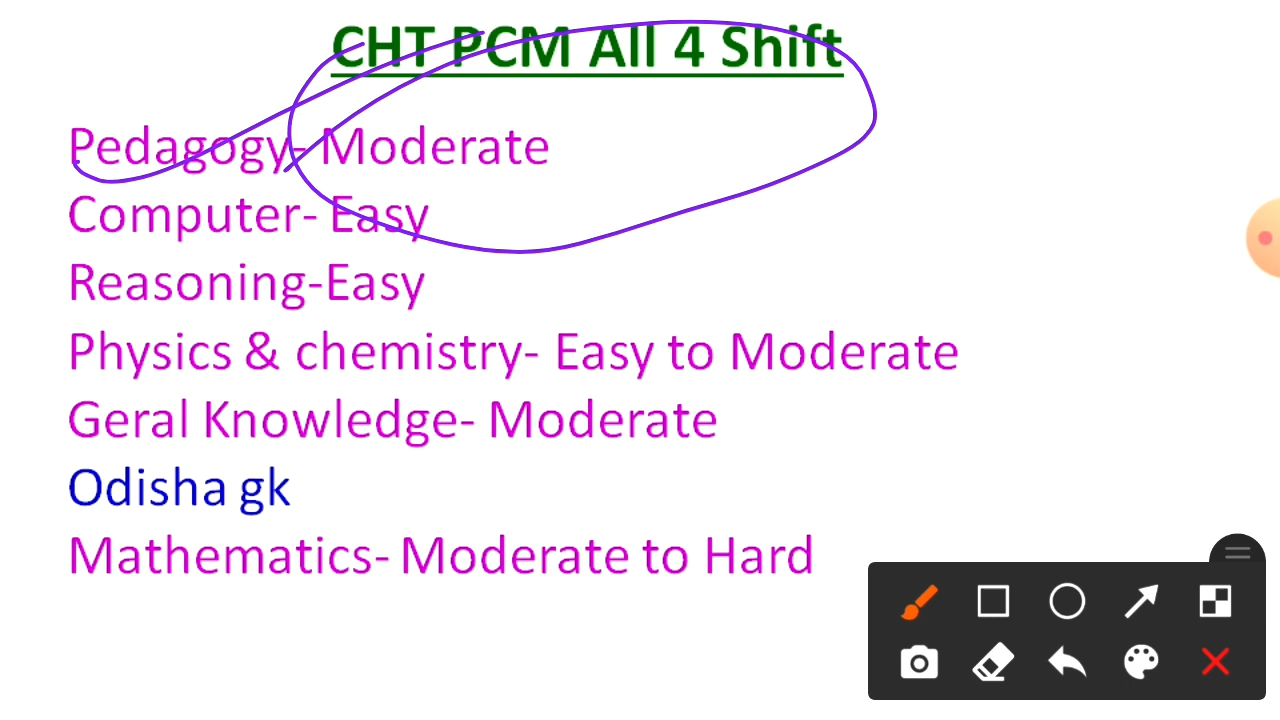 CHT PCM All 4 Shift
Pedagogy- Moderate
Computer- Easy
Reasoning-Easy
Physics & chemistry- Easy to Moderate
Geral Knowledge- Moderate
Odisha gk
Mathematics- Moderate to Hard